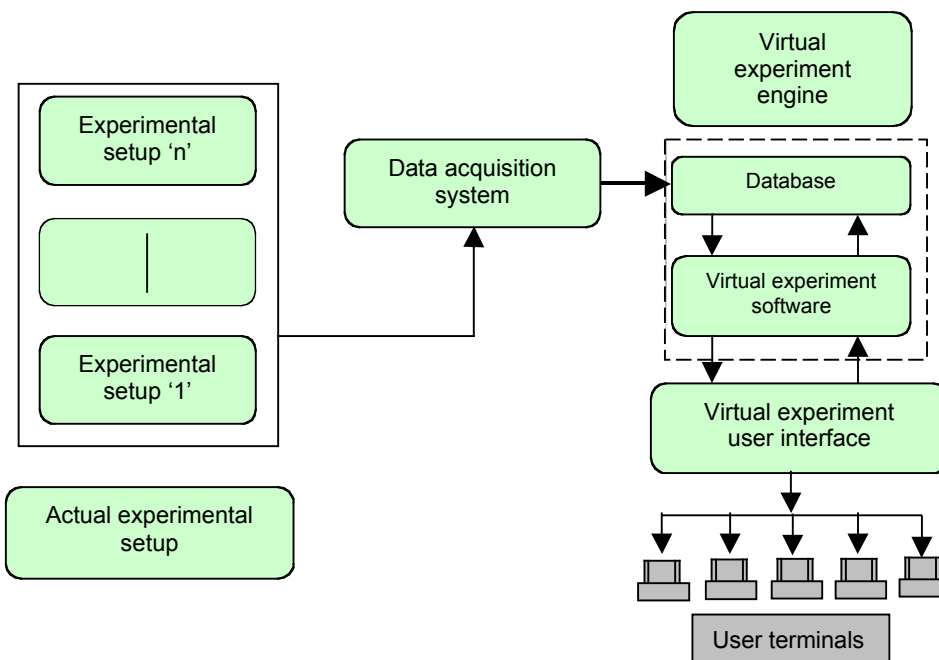 Virtual
experiment
engine
Experimental
setup ‘n’
Data acquisition
system
Database
Virtual experiment
software
Experimental
setup ‘1’
Virtual experiment
user interface
Actual experimental
setup
User terminals